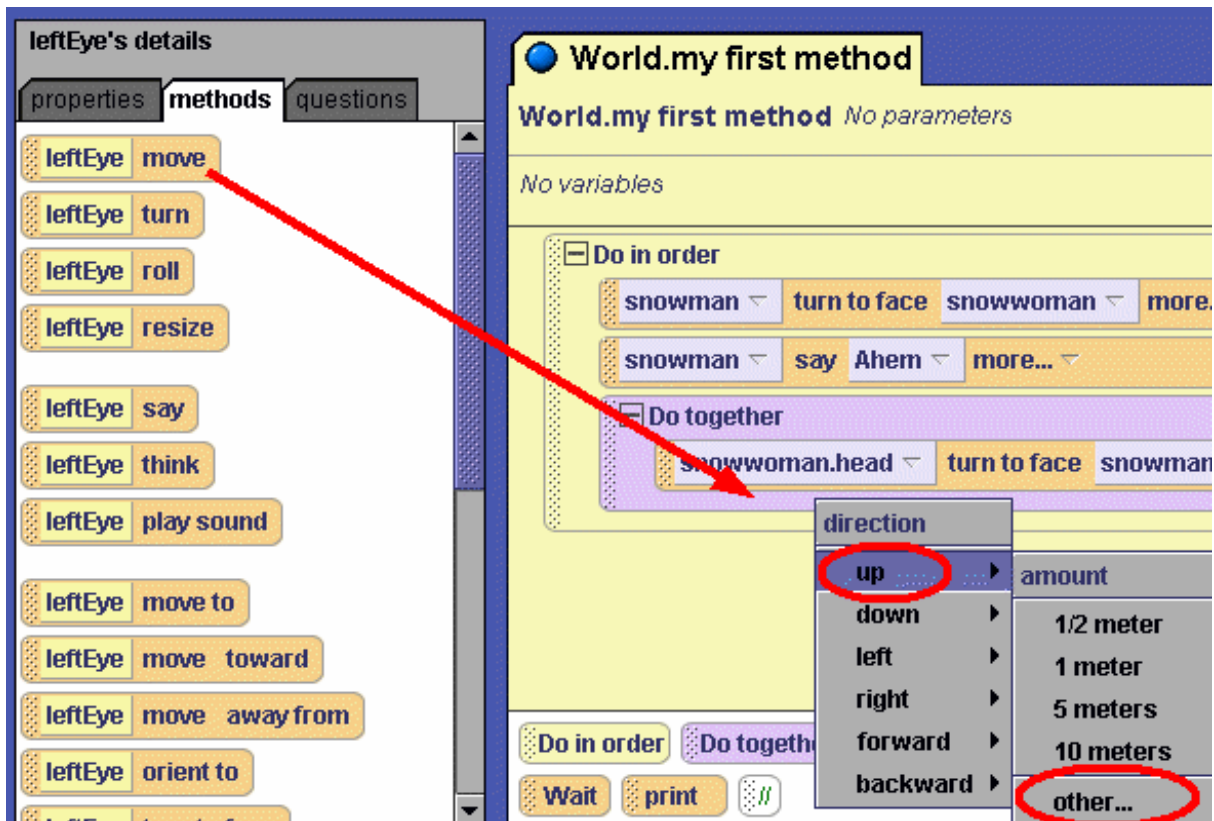 leftEye's details
properties methods questions
leftEye move
leftEye turn
leftEye roll
leftEye resize
leftEye say
leftEye think
leftEye play sound
leftEye move to
leftEye move toward
leftEye move away from
leftEye orient to
World.my first method
World.my first method No parameters
No variables
Do in order
snowman turn to face snowwoman more.
snowman say Ahem more...
Do together
snowwoman.head turn to face snowman
direction
up
down
left
right
forward
backward
amount
1/2 meter
1 meter
5 meters
10 meters
other...
Do in order Do togeth
Wait print //